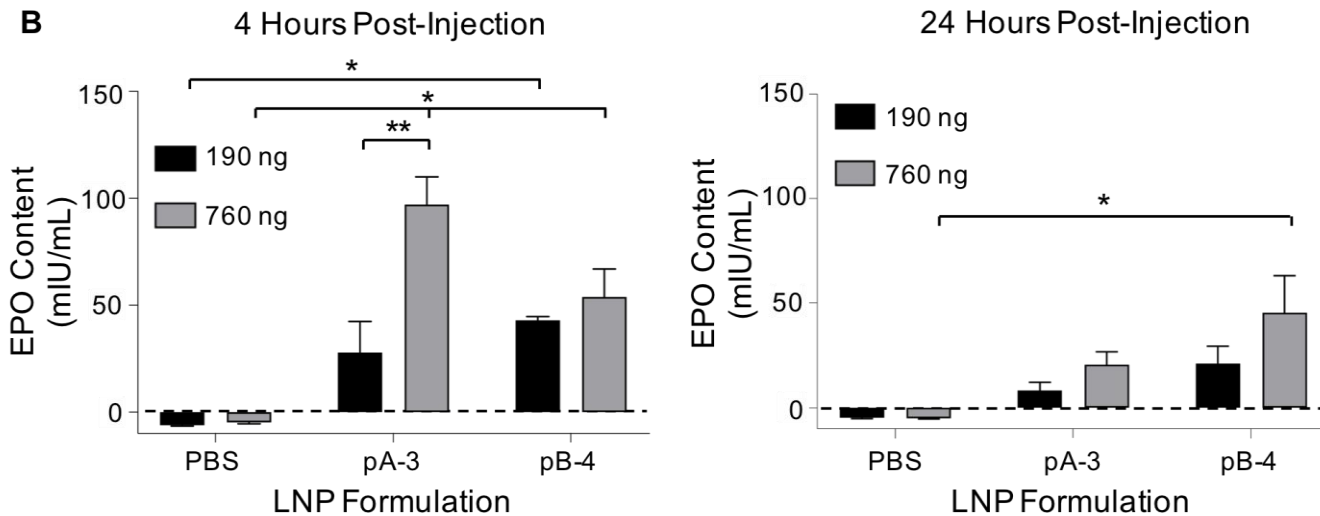 B
4 Hours Post-Injection
*
*
**
150
100
50
0
EPO Content
(mIU/mL)
190 ng
760 ng
PBS
pA-3
pB-4
LNP Formulation
24 Hours Post-Injection
*
150
100
50
0
EPO Content
(mIU/mL)
190 ng
760 ng
PBS
pA-3
pB-4
LNP Formulation